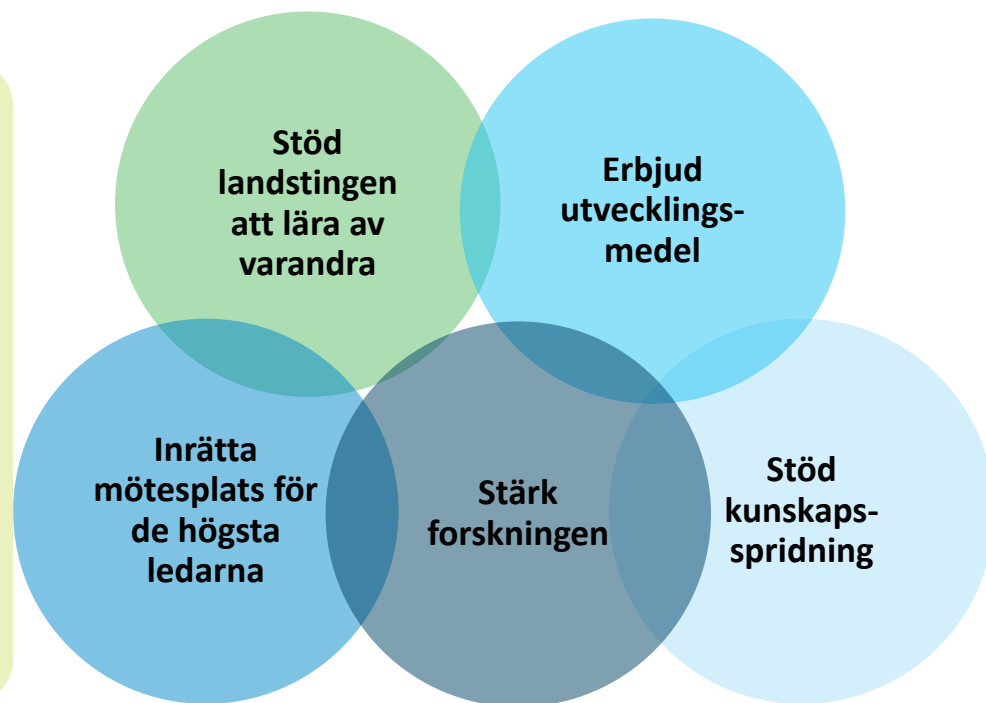 Stöd
landstingen
att lära av
varandra
Erbjud
utvecklings-
medel
Inrätta
mötesplats för
de högsta
ledarna
Stärk
forskningen
Stöd
kunskaps-
spridning